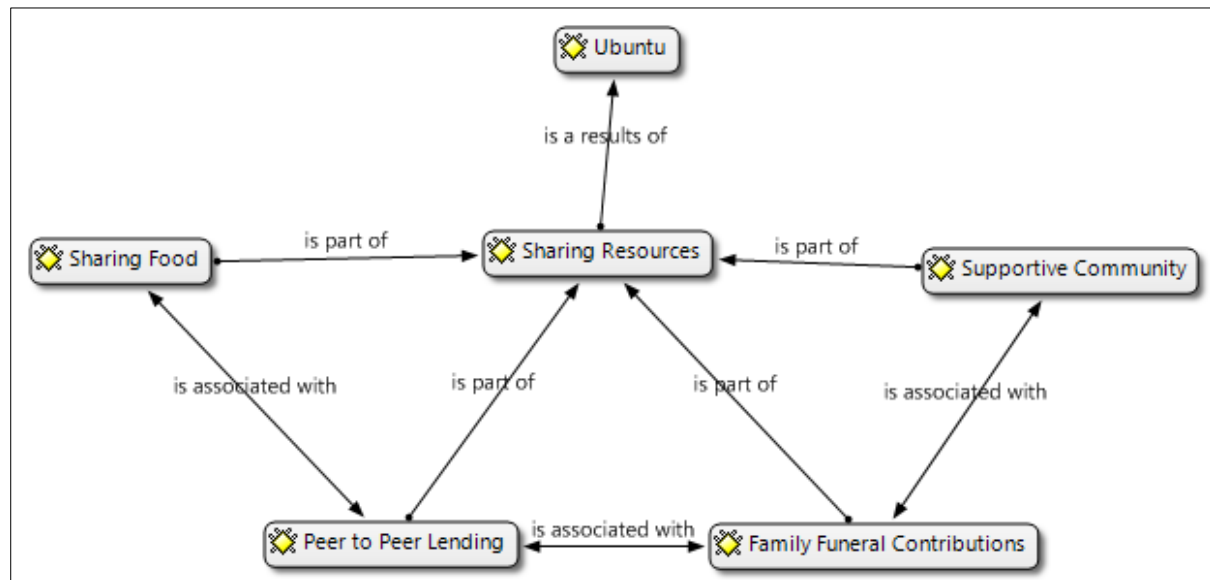 Ubuntu
is a results of
Sharing Food
is part of
Sharing Resources
is part of
Supportive Community
is associated with
is part of
is part of
is associated with
Peer to Peer Lending
is associated with
Family Funeral Contributions